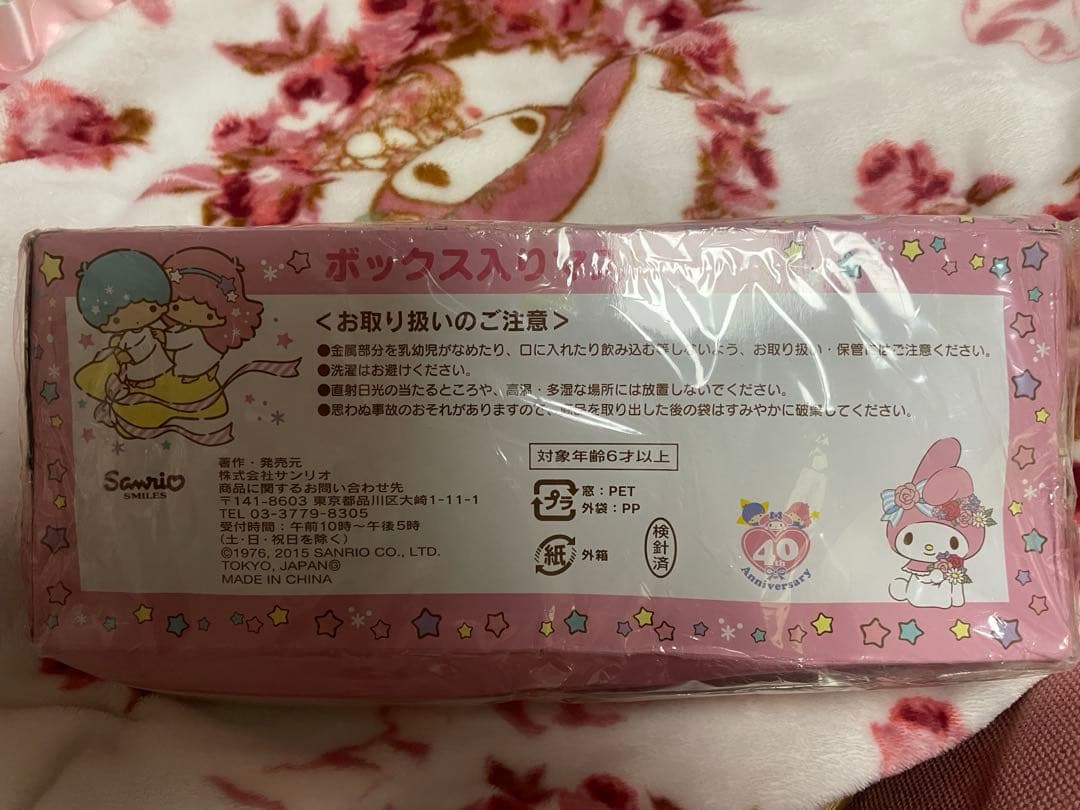 ボックス入り
<お取り扱いのご注意>
●金属部分を乳幼児がなめたり、口に入れたり飲み込む等しないよう、お取り扱い・保管にはご注意ください。
●洗濯はお避けください。
●直射日光の当たるところや、高温・多湿な場所には放置しないでください。
●思わぬ事故のおそれがありますので、商品を取り出した後の袋はすみやかに破棄してください。
対象年齢6才以上
Sanrio
SMILES
著作・発売元
株式会社サンリオ
商品に関するお問い合わせ先
〒141-8603 東京都品川区大崎1-11-1
TEL 03-3779-8305
受付時間:午前10時〜午後5時
(土・日・祝日を除く)
©1976, 2015 SANRIO CO., LTD.
TOKYO, JAPAN Ⓖ
MADE IN CHINA
プラ
窓:PET
外袋:PP
紙
外箱
検針済
40th
Anniversary